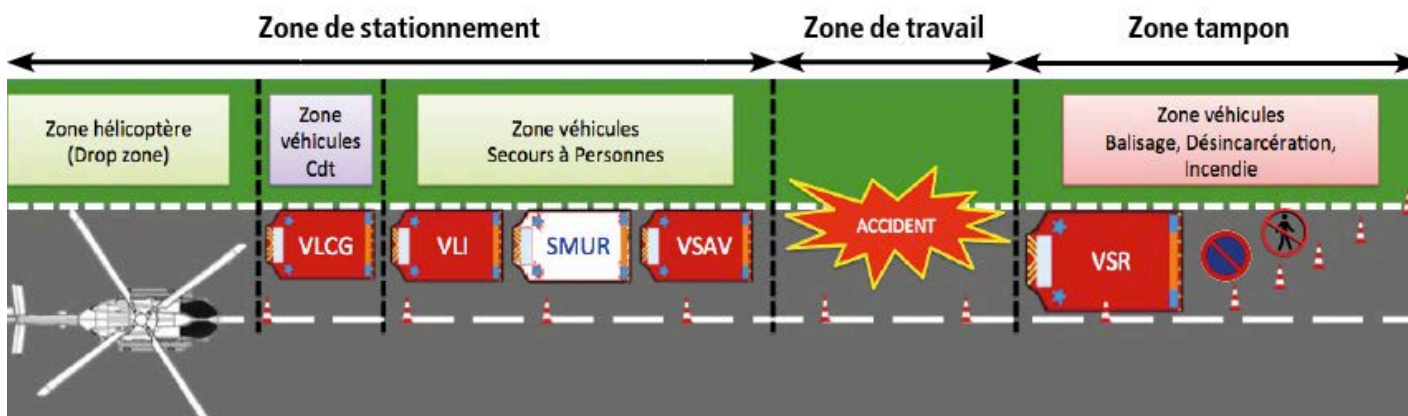 Zone de stationnement
Zone de travail
Zone tampon
Zone hélicoptère
(Drop zone)
Zone
véhicules
Cdt
Zone véhicules
Secours à Personnes
Zone véhicules
Balisage, Désincarcération,
Incendie
VLCG
VLI
SMUR
VSAV
ACCIDENT
VSR